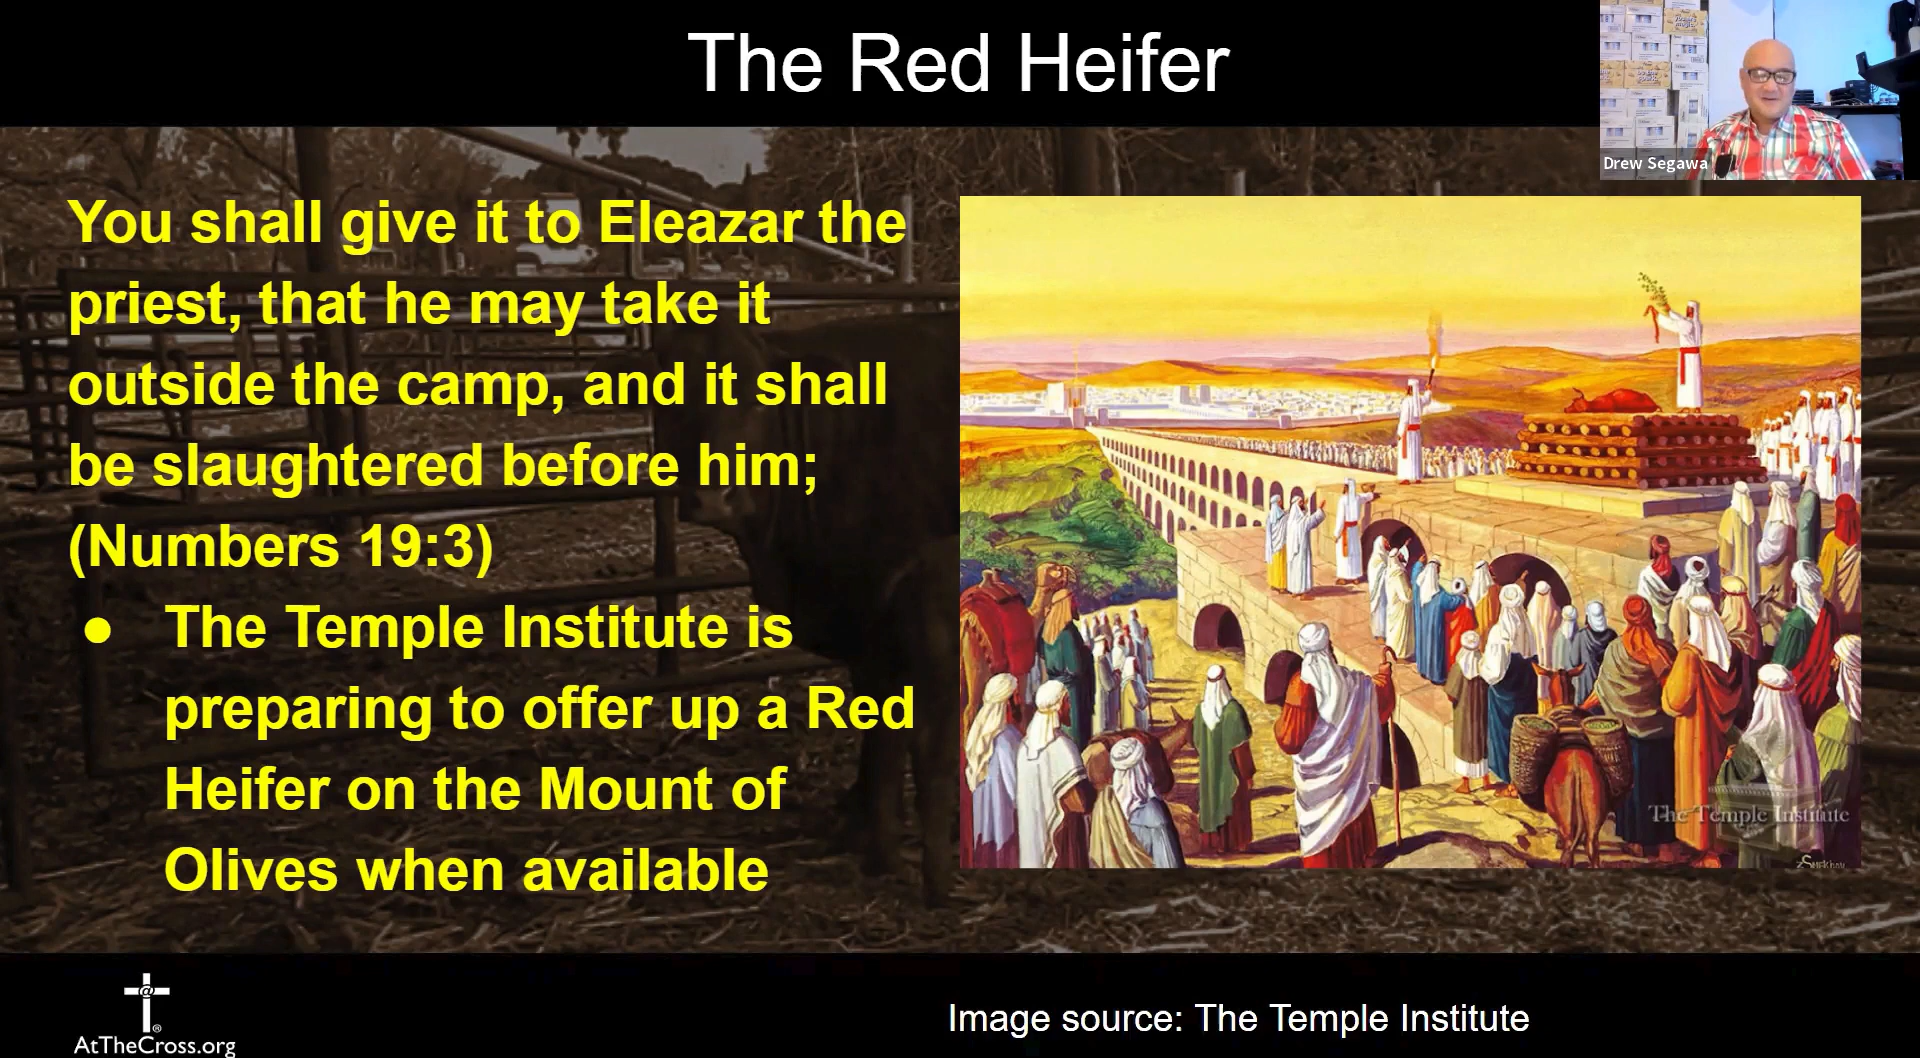 The Red Heifer
Drew Segawa
You shall give it to Eleazar the
priest, that he may take it
outside the camp, and it shall
be slaughtered before him;
(Numbers 19:3)
● The Temple Institute is
preparing to offer up a Red
Heifer on the Mount of
Olives when available
The Temple Institute
@
®
AtTheCross.org
Image source: The Temple Institute